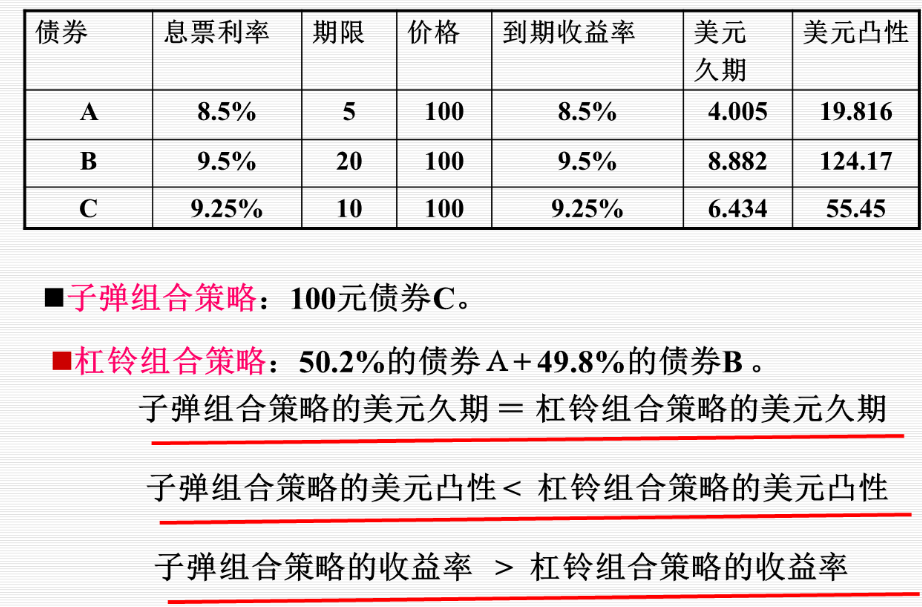 债券 息票利率 期限 价格 到期收益率 美元久期 美元凸性
A 8.5% 5 100 8.5% 4.005 19.816
B 9.5% 20 100 9.5% 8.882 124.17
C 9.25% 10 100 9.25% 6.434 55.45
■子弹组合策略：100元债券C。
■杠铃组合策略：50.2%的债券A+49.8%的债券B 。
子弹组合策略的美元久期 = 杠铃组合策略的美元久期
子弹组合策略的美元凸性< 杠铃组合策略的美元凸性
子弹组合策略的收益率 > 杠铃组合策略的收益率